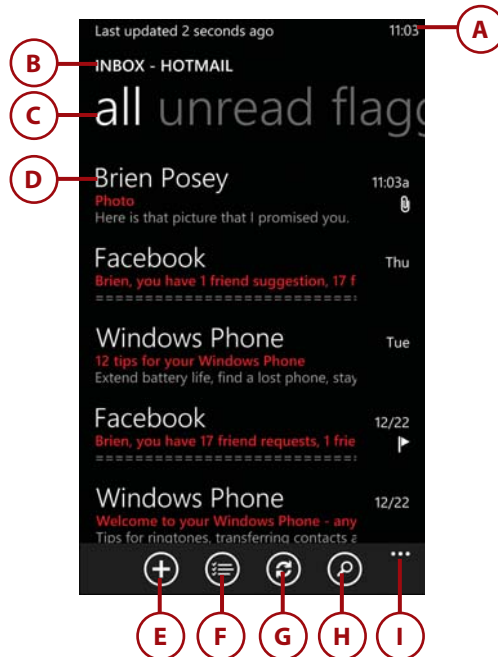 Last updated 2 seconds ago 11:03 A
B INBOX - HOTMAIL
C all unread flagg
D Brien Posey 11:03a
Photo
Here is that picture that I promised you.
Facebook Thu
Brien, you have 1 friend suggestion, 17 f
==============================
Windows Phone Tue
12 tips for your Windows Phone
Extend battery life, find a lost phone, stay
Facebook 12/22
Brien, you have 17 friend requests, 1 frie
==============================
Windows Phone 12/22
Welcome to your Windows Phone - any
Tips for ringtones, transferring contacts a
E F G H I